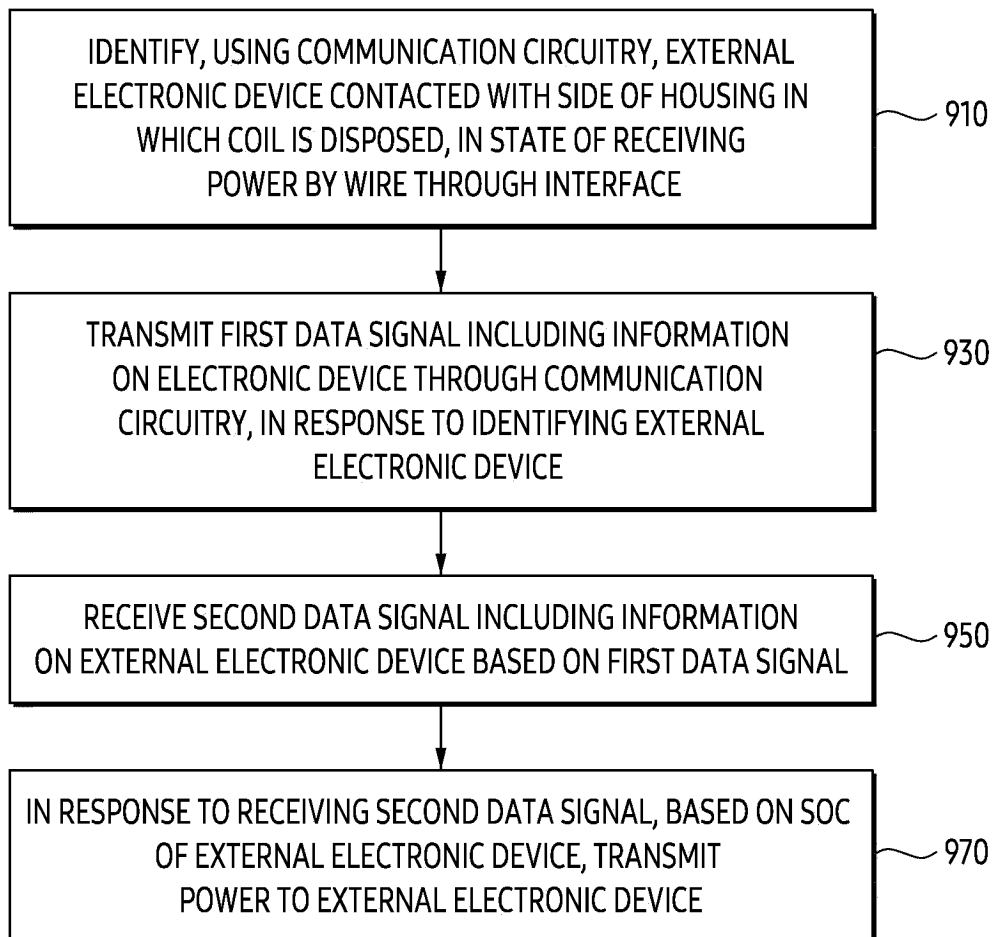 IDENTIFY, USING COMMUNICATION CIRCUITRY, EXTERNAL
ELECTRONIC DEVICE CONTACTED WITH SIDE OF HOUSING IN
WHICH COIL IS DISPOSED, IN STATE OF RECEIVING
POWER BY WIRE THROUGH INTERFACE
910
TRANSMIT FIRST DATA SIGNAL INCLUDING INFORMATION
ON ELECTRONIC DEVICE THROUGH COMMUNICATION
CIRCUITRY, IN RESPONSE TO IDENTIFYING EXTERNAL
ELECTRONIC DEVICE
930
RECEIVE SECOND DATA SIGNAL INCLUDING INFORMATION
ON EXTERNAL ELECTRONIC DEVICE BASED ON FIRST DATA SIGNAL
950
IN RESPONSE TO RECEIVING SECOND DATA SIGNAL, BASED ON SOC
OF EXTERNAL ELECTRONIC DEVICE, TRANSMIT
POWER TO EXTERNAL ELECTRONIC DEVICE
970